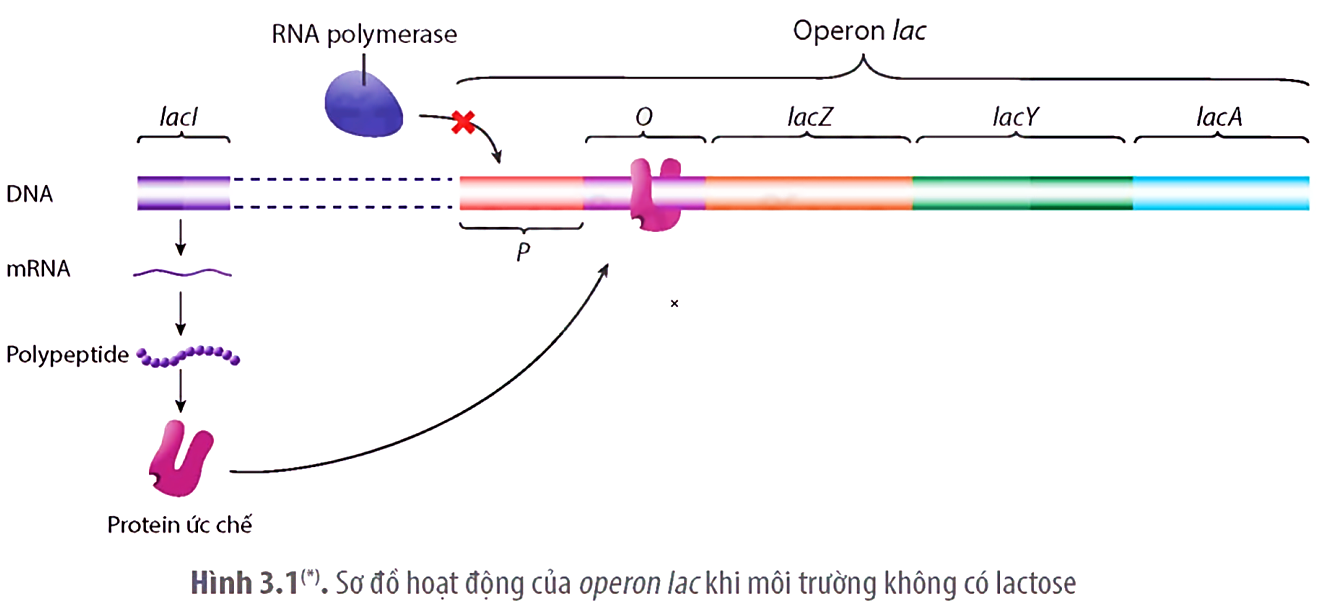 RNA polymerase
Operon lac
lacI
O
lacZ
lacY
lacA
DNA
P
mRNA
Polypeptide
Protein ức chế
Hình 3.1(*). Sơ đồ hoạt động của operon lac khi môi trường không có lactose